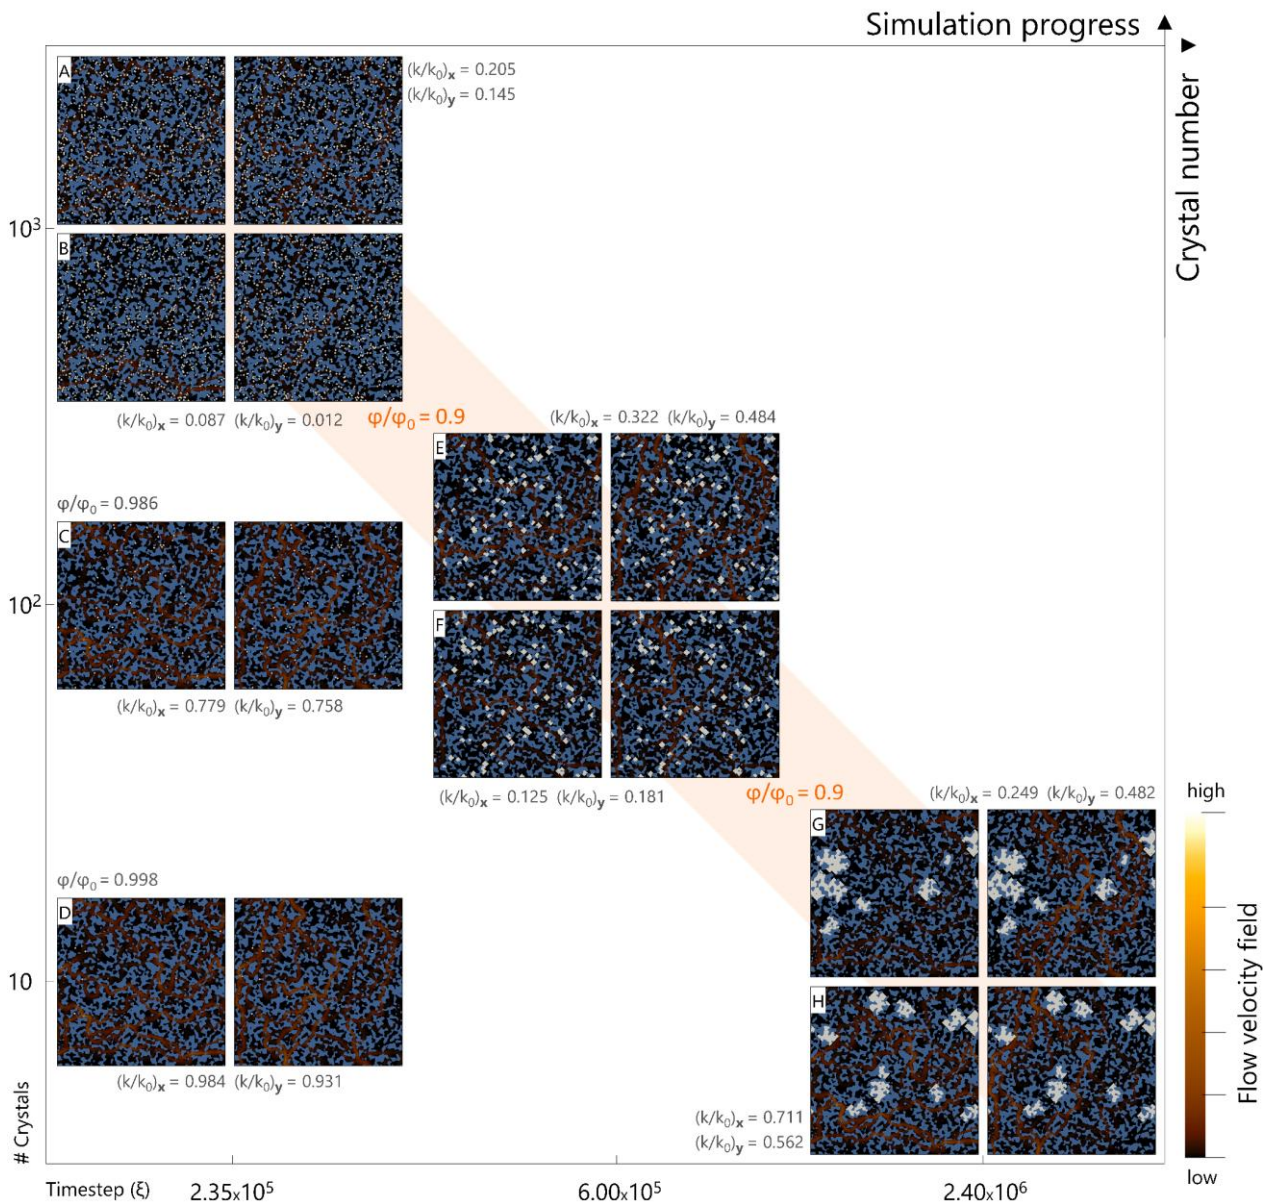 Simulation progress
Crystal number
A
(k/k₀)ₓ = 0.205
(k/k₀)y = 0.145
10³
B
(k/k₀)ₓ = 0.087 (k/k₀)y = 0.012
φ/φ₀ = 0.9
(k/k₀)ₓ = 0.322 (k/k₀)y = 0.484
E
φ/φ₀ = 0.986
C
10²
F
(k/k₀)ₓ = 0.779 (k/k₀)y = 0.758
(k/k₀)ₓ = 0.125 (k/k₀)y = 0.181
φ/φ₀ = 0.9
(k/k₀)ₓ = 0.249 (k/k₀)y = 0.482
high
G
φ/φ₀ = 0.998
D
10
H
(k/k₀)ₓ = 0.984 (k/k₀)y = 0.931
(k/k₀)ₓ = 0.711
(k/k₀)y = 0.562
Flow velocity field
low
# Crystals
Timestep (ξ)
2.35x10⁵
6.00x10⁵
2.40x10⁶